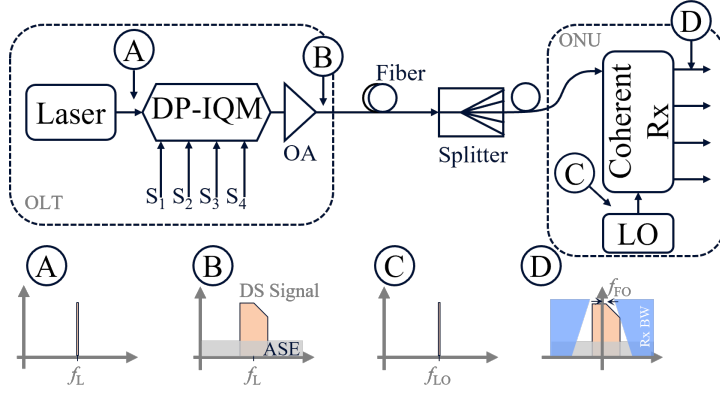 A
B
D
ONU
Laser
DP-IQM
OA
Fiber
Splitter
Coherent
Rx
C
LO
S1 S2 S3 S4
OLT
A
fL
B
DS Signal
ASE
fL
C
fLO
D
fFO
Rx BW